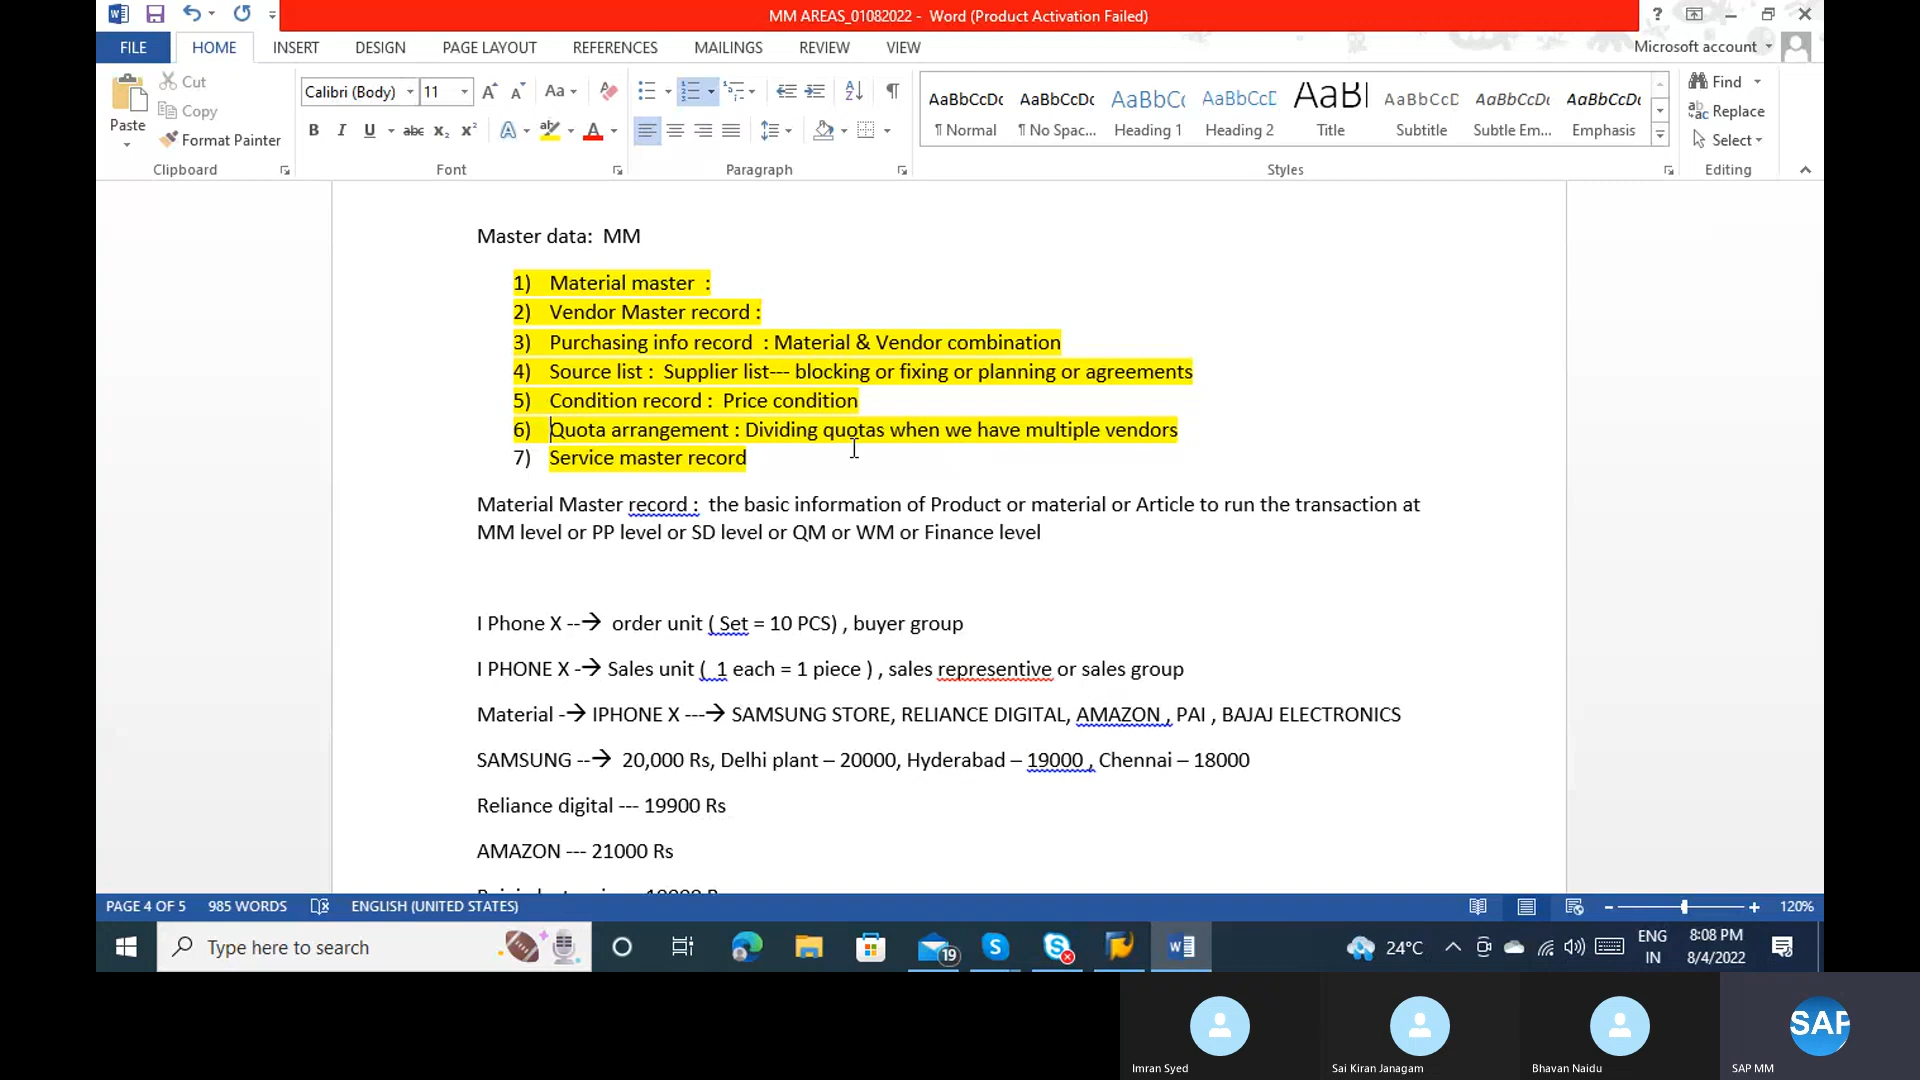 MM AREAS_01082022 - Word (Product Activation Failed)
FILE HOME INSERT DESIGN PAGE LAYOUT REFERENCES MAILINGS REVIEW VIEW Microsoft account
Paste
Cut
Copy
Format Painter
Clipboard
Calibri (Body) 11
Font
Paragraph
AaBbCcDc AaBbCcDc AaBbC AaBbCcD AaB AaBbCcD AaBbCcDc AaBbCcDc
¶ Normal ¶ No Spac... Heading 1 Heading 2 Title Subtitle Subtle Em... Emphasis
Styles
Find
Replace
Select
Editing
Master data: MM
1) Material master :
2) Vendor Master record :
3) Purchasing info record : Material & Vendor combination
4) Source list : Supplier list--- blocking or fixing or planning or agreements
5) Condition record : Price condition
6) Quota arrangement : Dividing quotas when we have multiple vendors
7) Service master record
Material Master record : the basic information of Product or material or Article to run the transaction at
MM level or PP level or SD level or QM or WM or Finance level
I Phone X --→ order unit ( Set = 10 PCS) , buyer group
I PHONE X -→ Sales unit ( 1 each = 1 piece ) , sales representive or sales group
Material -→ IPHONE X ---→ SAMSUNG STORE, RELIANCE DIGITAL, AMAZON , PAI , BAJAJ ELECTRONICS
SAMSUNG --→ 20,000 Rs, Delhi plant – 20000, Hyderabad – 19000 , Chennai – 18000
Reliance digital --- 19900 Rs
AMAZON --- 21000 Rs
PAGE 4 OF 5 985 WORDS ENGLISH (UNITED STATES) 120%
Type here to search
19
24°C
ENG
IN
8:08 PM
8/4/2022
SAP
Imran Syed
Sai Kiran Janagam
Bhavan Naidu
SAP MM